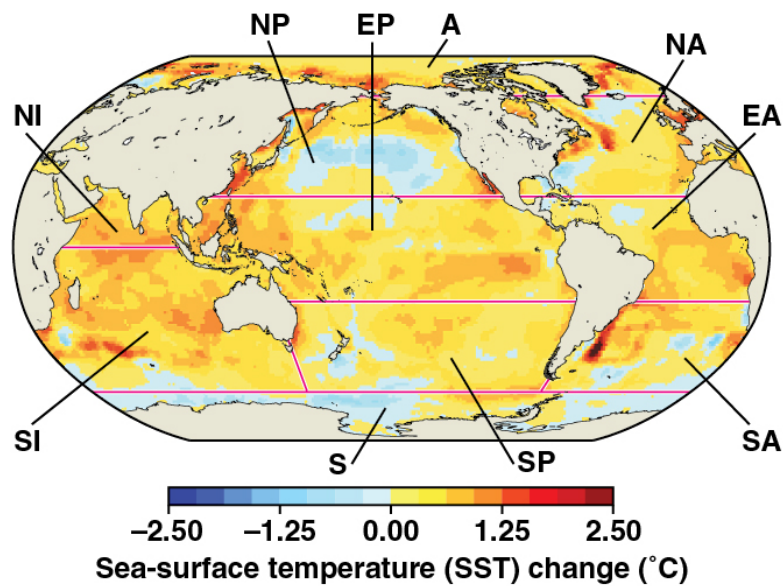 NP EP A
NA
NI
EA
SI
S
SP
SA
−2.50 −1.25 0.00 1.25 2.50
Sea-surface temperature (SST) change (˚C)